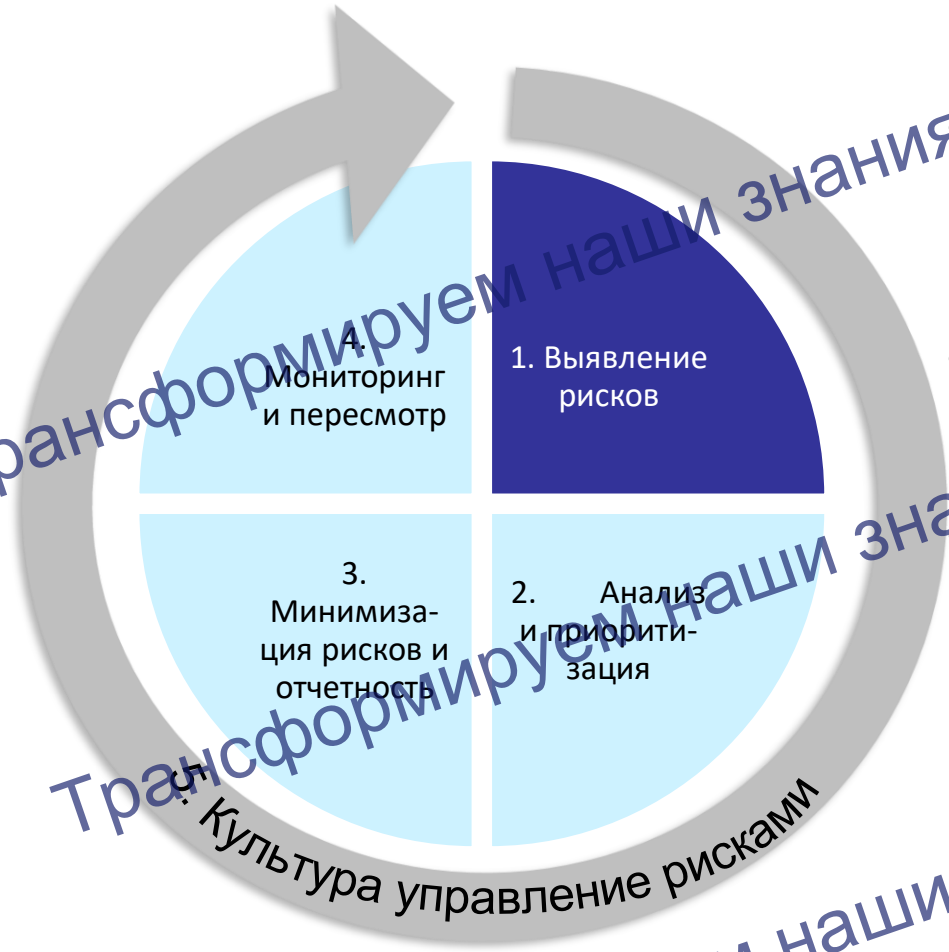 1. Выявление
рисков
2. Анализ
и приорити-
зация
3.
Минимиза-
ция рисков и
отчетность
4.
Мониторинг
и пересмотр
5. Культура управление рисками
Трансформируем наши знания
Трансформируем наши зна
м наши